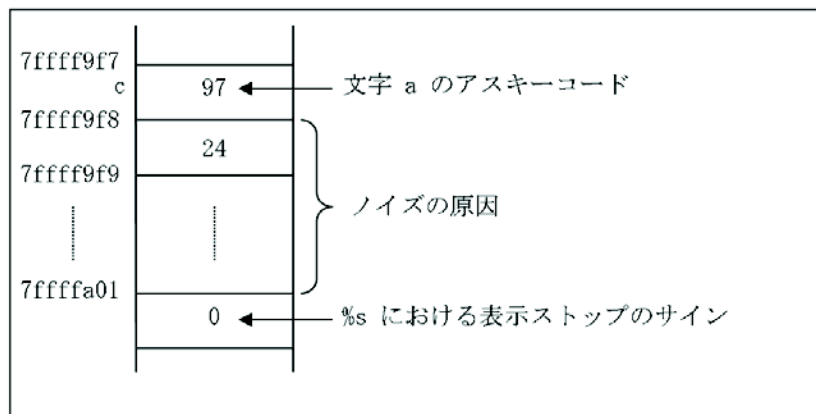 7ffff9f7
c 97 文字 a のアスキーコード
7ffff9f8
24
7ffff9f9
ノイズの原因
7ffffa01
0 %s における表示ストップのサイン